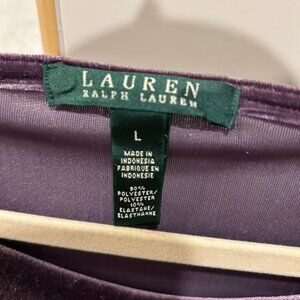 LAUREN
RALPH LAUREN
L
MADE IN
INDONESIA
FABRIQUE EN
INDONESIE
90%
POLYESTER/
POLYESTER
10%
ELASTANE/
ELASTHANNE